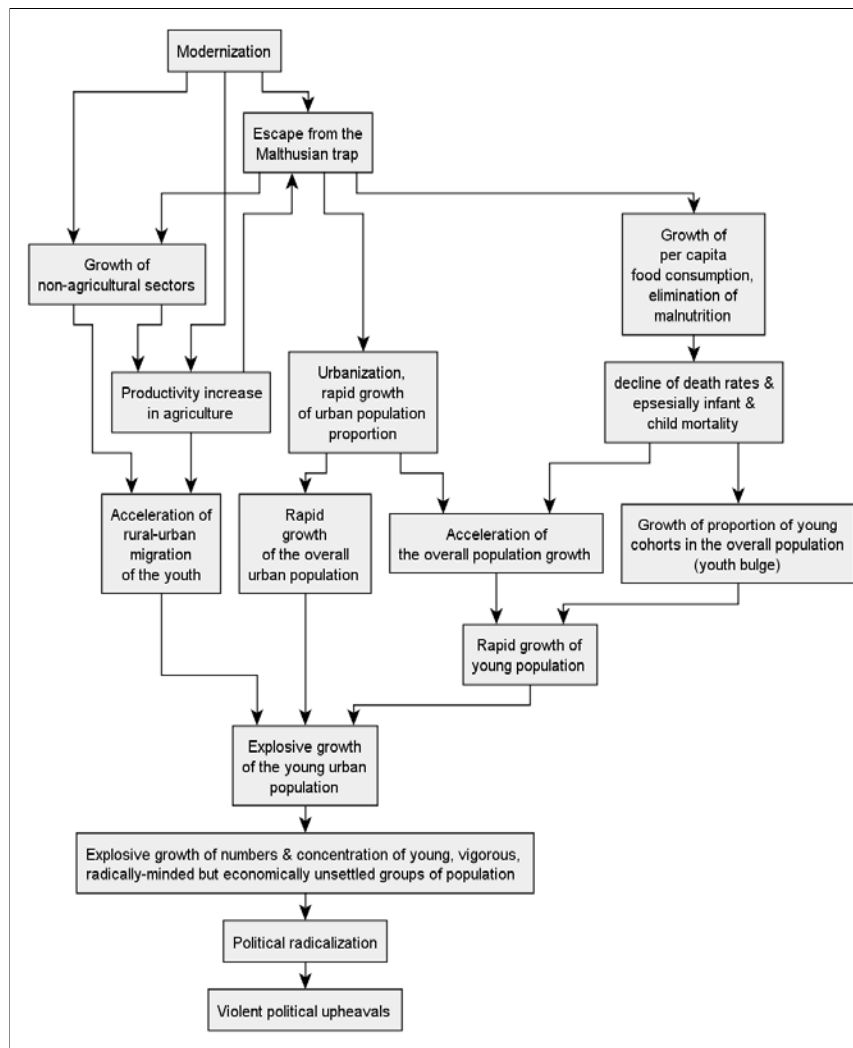 Modernization
Escape from the
Malthusian trap
Growth of
non-agricultural sectors
Growth of
per capita
food consumption,
elimination of
malnutrition
Productivity increase
in agriculture
Urbanization,
rapid growth
of urban population
proportion
decline of death rates &
epsesially infant &
child mortality
Acceleration of
rural-urban
migration
of the youth
Rapid
growth
of the overall
urban population
Acceleration of
the overall population growth
Growth of proportion of young
cohorts in the overall population
(youth bulge)
Rapid growth of
young population
Explosive growth
of the young urban
population
Explosive growth of numbers & concentration of young, vigorous,
radically-minded but economically unsettled groups of population
Political radicalization
Violent political upheavals